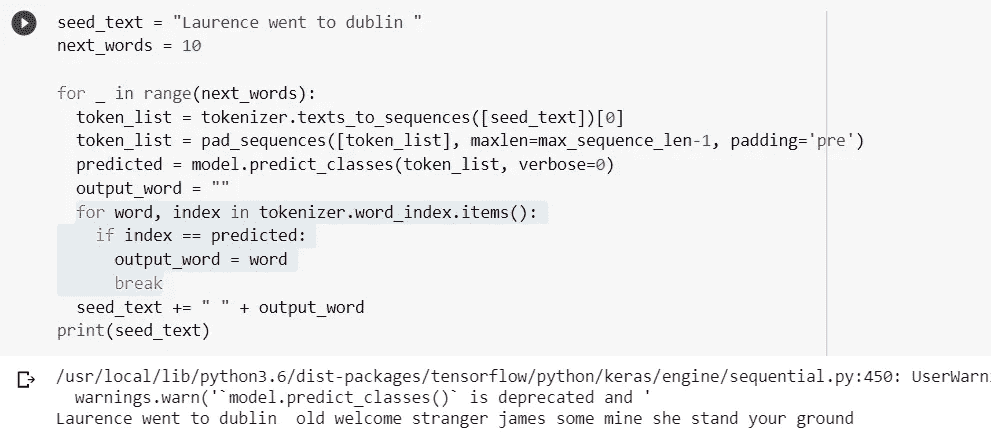 seed_text = "Laurence went to dublin "
next_words = 10
for _ in range(next_words):
  token_list = tokenizer.texts_to_sequences([seed_text])[0]
  token_list = pad_sequences([token_list], maxlen=max_sequence_len-1, padding='pre')
  predicted = model.predict_classes(token_list, verbose=0)
  output_word = ""
  for word, index in tokenizer.word_index.items():
    if index == predicted:
      output_word = word
      break
  seed_text += " " + output_word
print(seed_text)
/usr/local/lib/python3.6/dist-packages/tensorflow/python/keras/engine/sequential.py:450: UserWarni
  warnings.warn('`model.predict_classes()` is deprecated and '
Laurence went to dublin  old welcome stranger james some mine she stand your ground